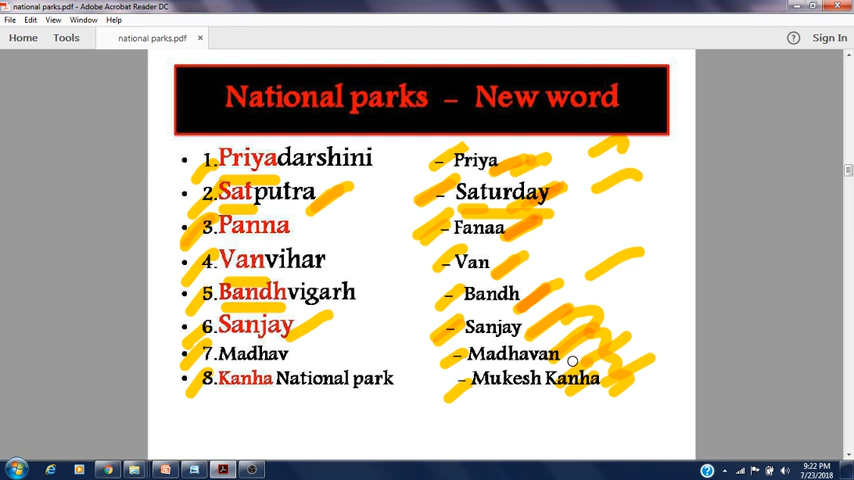 national parks.pdf - Adobe Acrobat Reader DC
File Edit View Window Help
Home Tools national parks.pdf × ? Sign In
National parks – New word
• 1.Priyadarshini – Priya
• 2.Satputra – Saturday
• 3.Panna – Fanaa
• 4.Vanvihar – Van
• 5.Bandhvigarh – Bandh
• 6.Sanjay – Sanjay
• 7.Madhav – Madhavan
• 8.Kanha National park – Mukesh Kanha
9:22 PM
7/23/2018